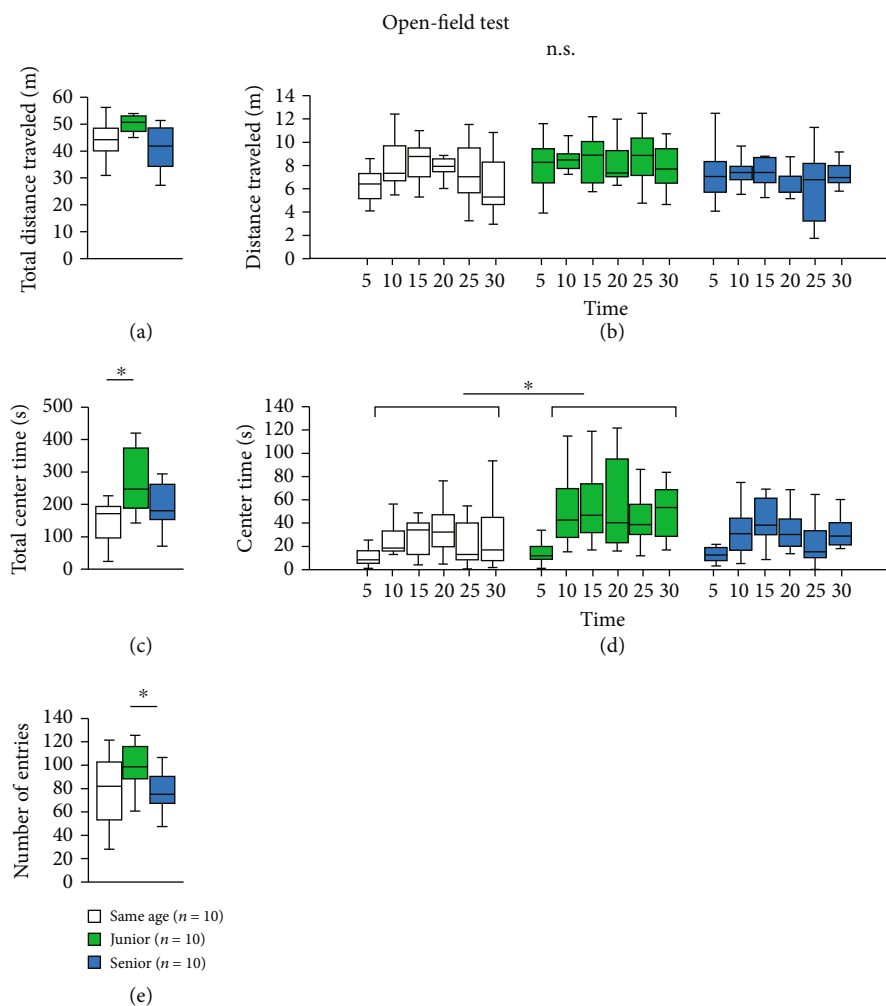 Open-field test
n.s.
Total distance traveled (m)
60
50
40
30
20
10
0
(a)
Distance traveled (m)
14
12
10
8
6
4
2
0
5 10 15 20 25 30 5 10 15 20 25 30 5 10 15 20 25 30
Time
(b)
*
Total center time (s)
500
400
300
200
100
0
(c)
*
Center time (s)
140
120
100
80
60
40
20
0
5 10 15 20 25 30 5 10 15 20 25 30 5 10 15 20 25 30
Time
(d)
*
Number of entries
140
120
100
80
60
40
20
0
Same age (n = 10)
Junior (n = 10)
Senior (n = 10)
(e)